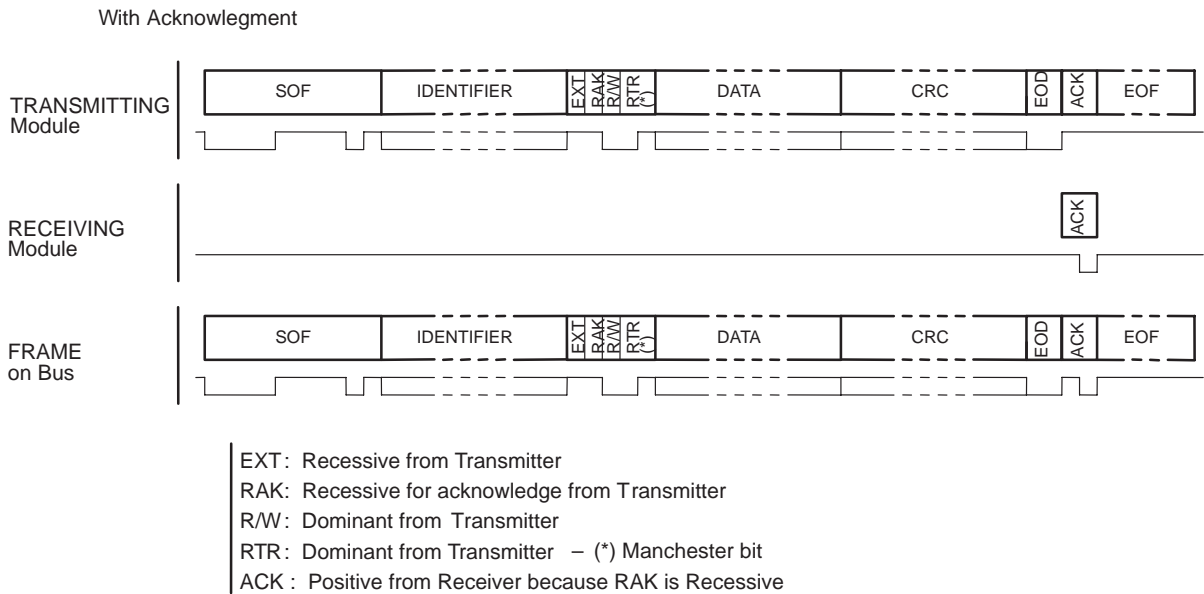 With Acknowlegment
TRANSMITTING
Module
SOF IDENTIFIER EXT RAK R/W RTR (*) DATA CRC EOD ACK EOF
RECEIVING
Module
ACK
FRAME
on Bus
SOF IDENTIFIER EXT RAK R/W RTR (*) DATA CRC EOD ACK EOF
EXT : Recessive from Transmitter
RAK: Recessive for acknowledge from Transmitter
R/W : Dominant from Transmitter
RTR : Dominant from Transmitter – (*) Manchester bit
ACK : Positive from Receiver because RAK is Recessive